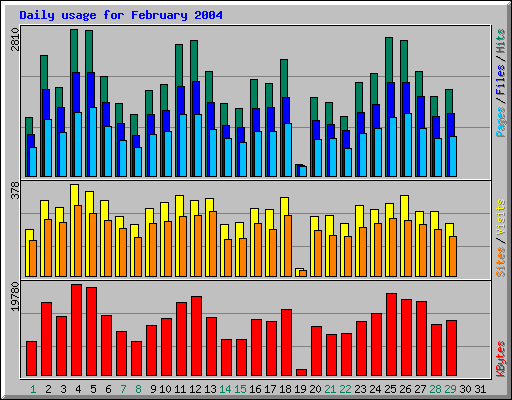 Daily usage for February 2004
2810
Pages / Files / Hits
378
Sites / Visits
19780
KBytes
1 2 3 4 5 6 7 8 9 10 11 12 13 14 15 16 17 18 19 20 21 22 23 24 25 26 27 28 29 30 31